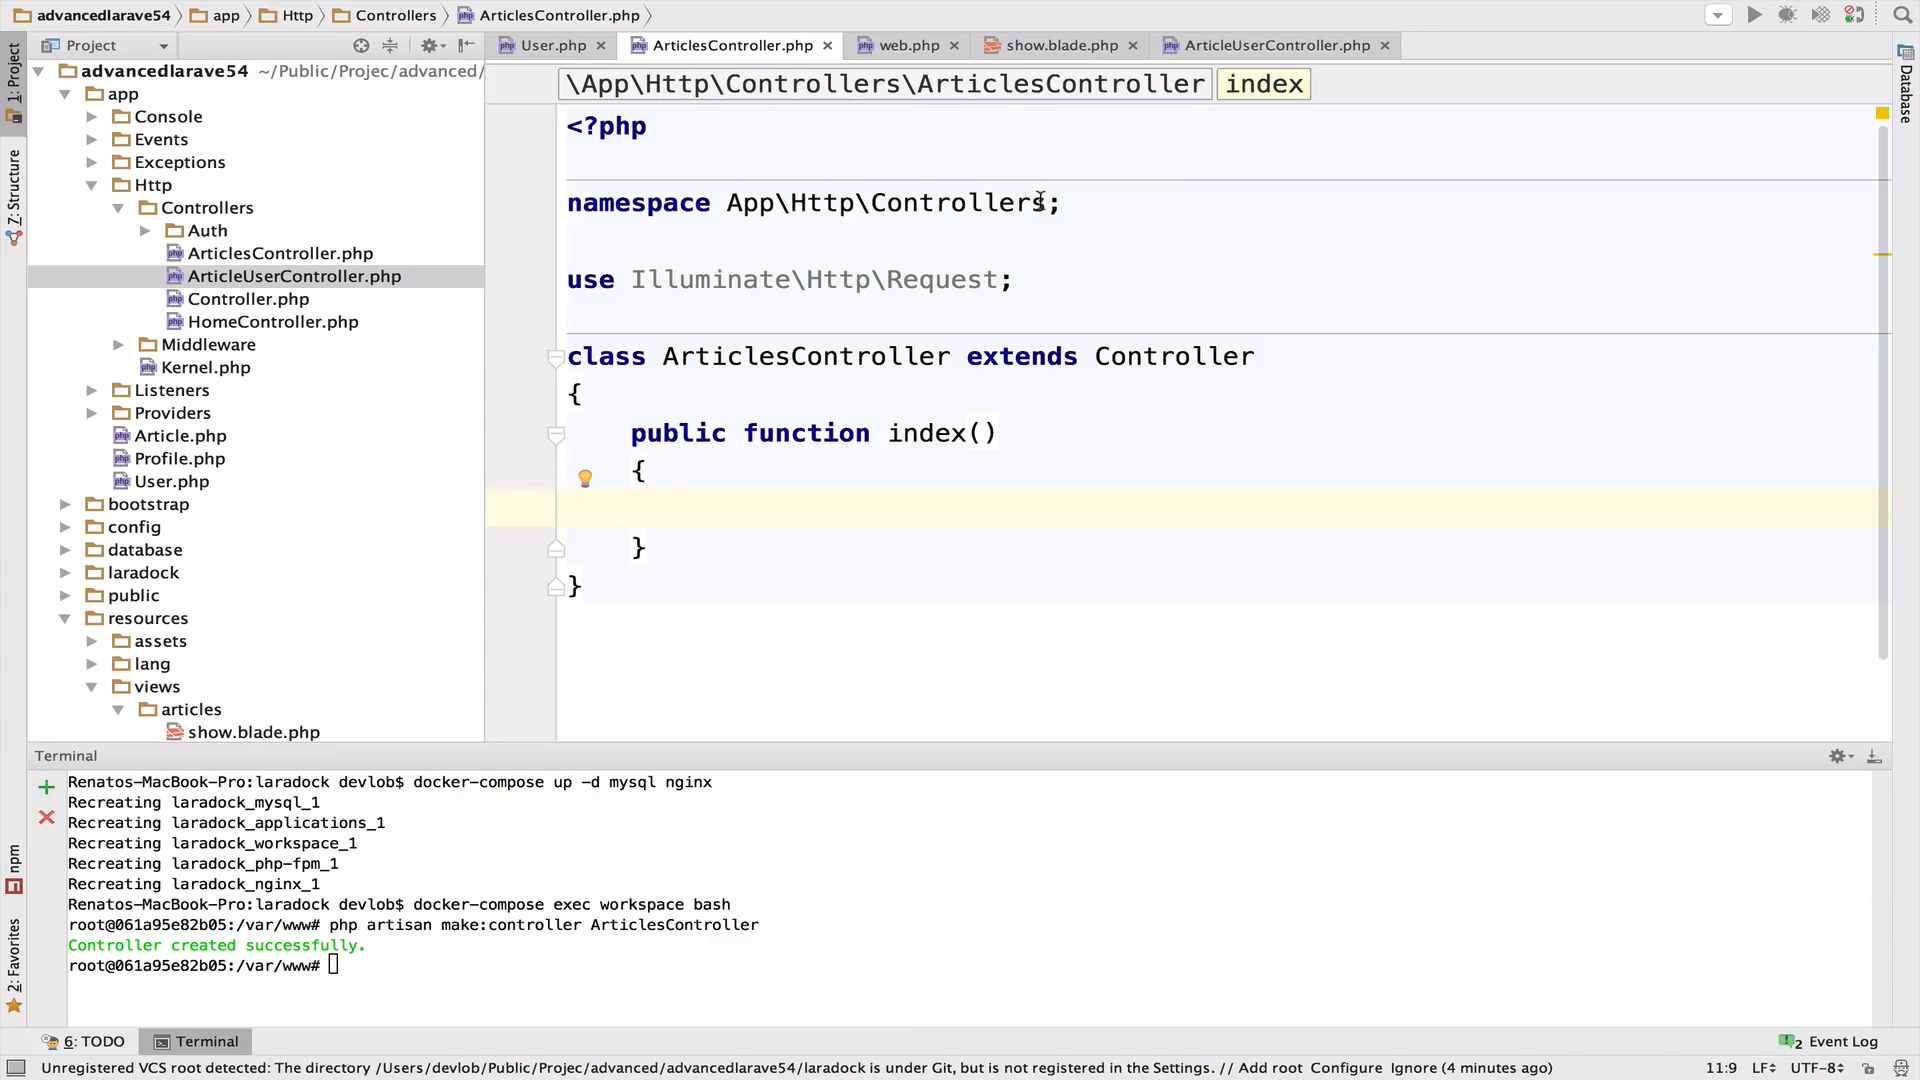 advancedlarave54 app Http Controllers ArticlesController.php
Project
User.php ArticlesController.php web.php show.blade.php ArticleUserController.php
1: Project
Z: Structure
npm
2: Favorites
Database
advancedlarave54 ~/Public/Projec/advanced/
app
Console
Events
Exceptions
Http
Controllers
Auth
ArticlesController.php
ArticleUserController.php
Controller.php
HomeController.php
Middleware
Kernel.php
Listeners
Providers
Article.php
Profile.php
User.php
bootstrap
config
database
laradock
public
resources
assets
lang
views
articles
show.blade.php
\App\Http\Controllers\ArticlesController index
<?php
namespace App\Http\Controllers;
use Illuminate\Http\Request;
class ArticlesController extends Controller
{
public function index()
{
}
}
Terminal
Renatos-MacBook-Pro:laradock devlob$ docker-compose up -d mysql nginx
Recreating laradock_mysql_1
Recreating laradock_applications_1
Recreating laradock_workspace_1
Recreating laradock_php-fpm_1
Recreating laradock_nginx_1
Renatos-MacBook-Pro:laradock devlob$ docker-compose exec workspace bash
root@061a95e82b05:/var/www# php artisan make:controller ArticlesController
Controller created successfully.
root@061a95e82b05:/var/www#
6: TODO Terminal 2 Event Log
Unregistered VCS root detected: The directory /Users/devlob/Public/Projec/advanced/advancedlarave54/laradock is under Git, but is not registered in the Settings. // Add root Configure Ignore (4 minutes ago) 11:9 LF UTF-8